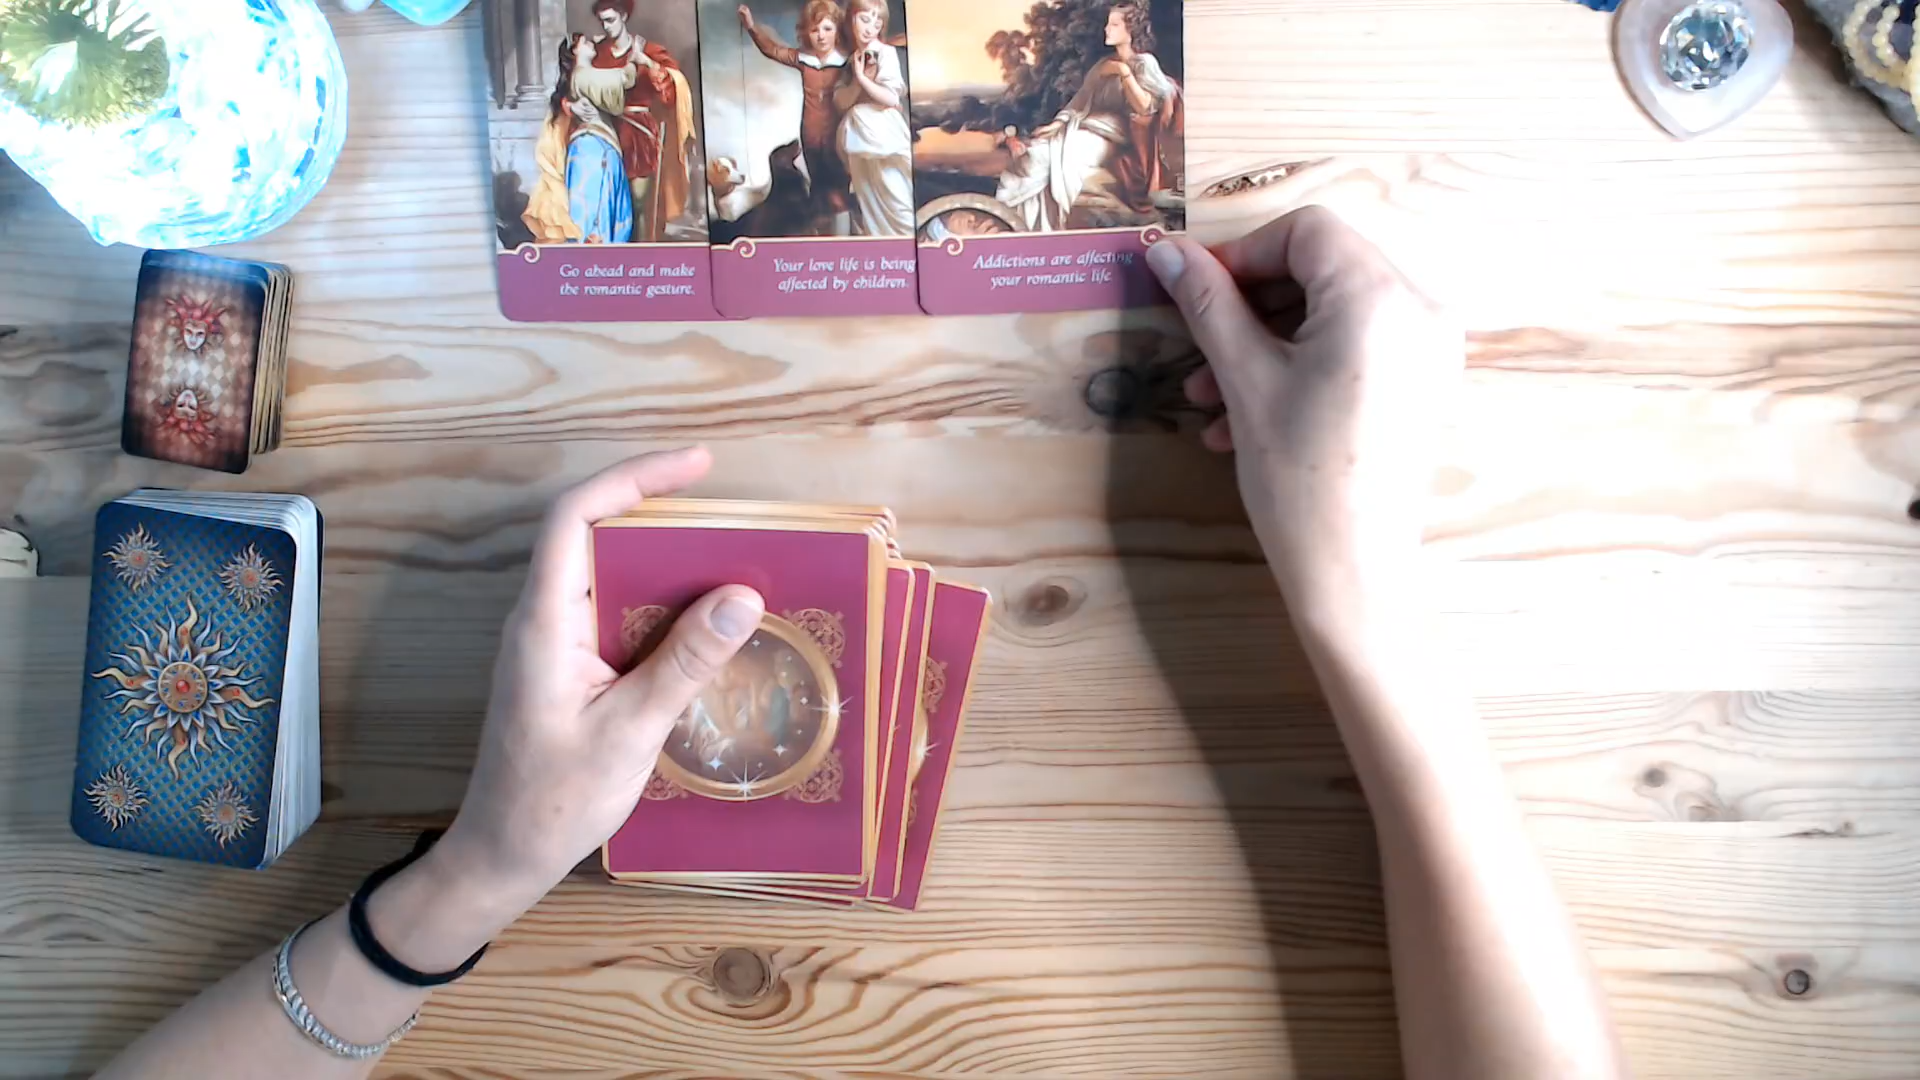 Go ahead and make
the romantic gesture.
Your love life is being
affected by children.
Addictions are affecting
your romantic life